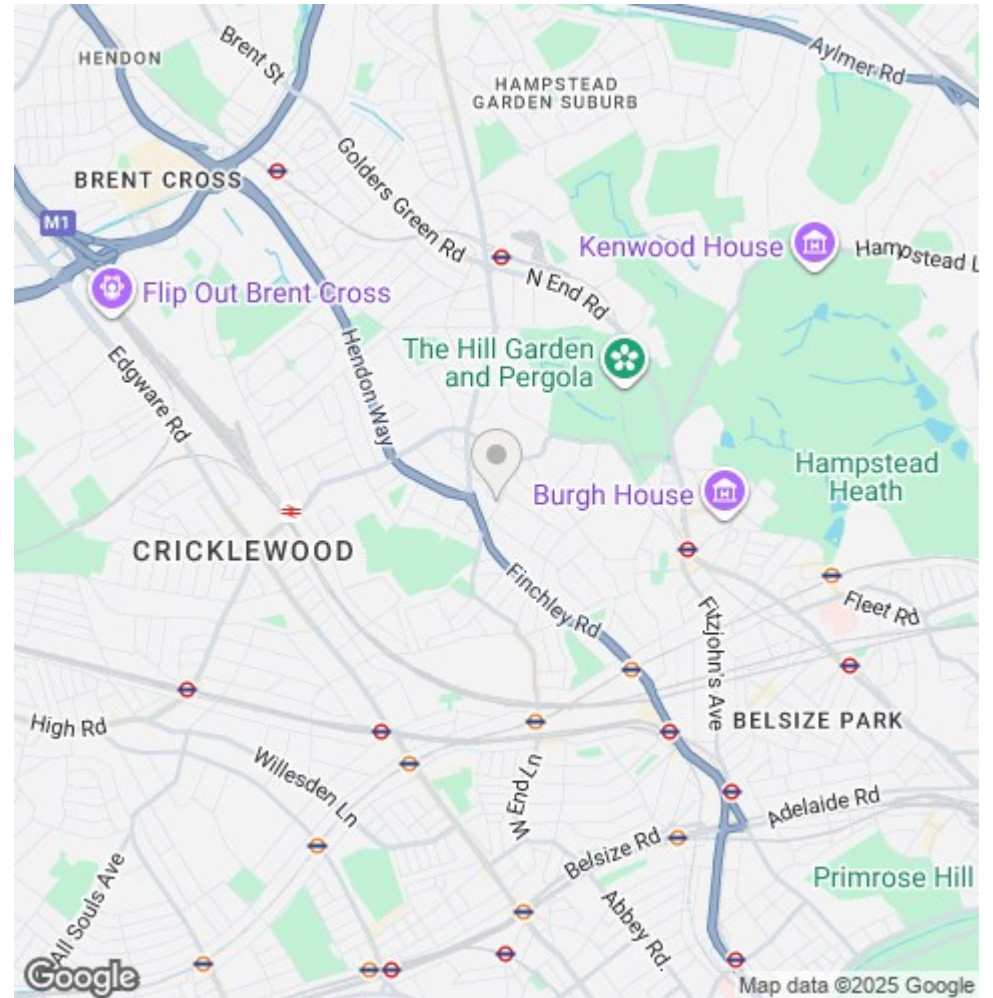 HENDON
Brent St
Aylmer Rd
HAMPSTEAD
GARDEN SUBURB
Golders Green Rd
BRENT CROSS
M1
Kenwood House
Hampstead L
N End Rd
Flip Out Brent Cross
Hendon Way
The Hill Garden
and Pergola
Edgware Rd
Hampstead
Heath
Burgh House
CRICKLEWOOD
Finchley Rd
Fleet Rd
Fitzjohn's Ave
High Rd
BELSIZE PARK
Willesden Ln
W End Ln
Adelaide Rd
Belsize Rd
Primrose Hill
All Souls Ave
Abbey Rd.
Google
Map data ©2025 Google